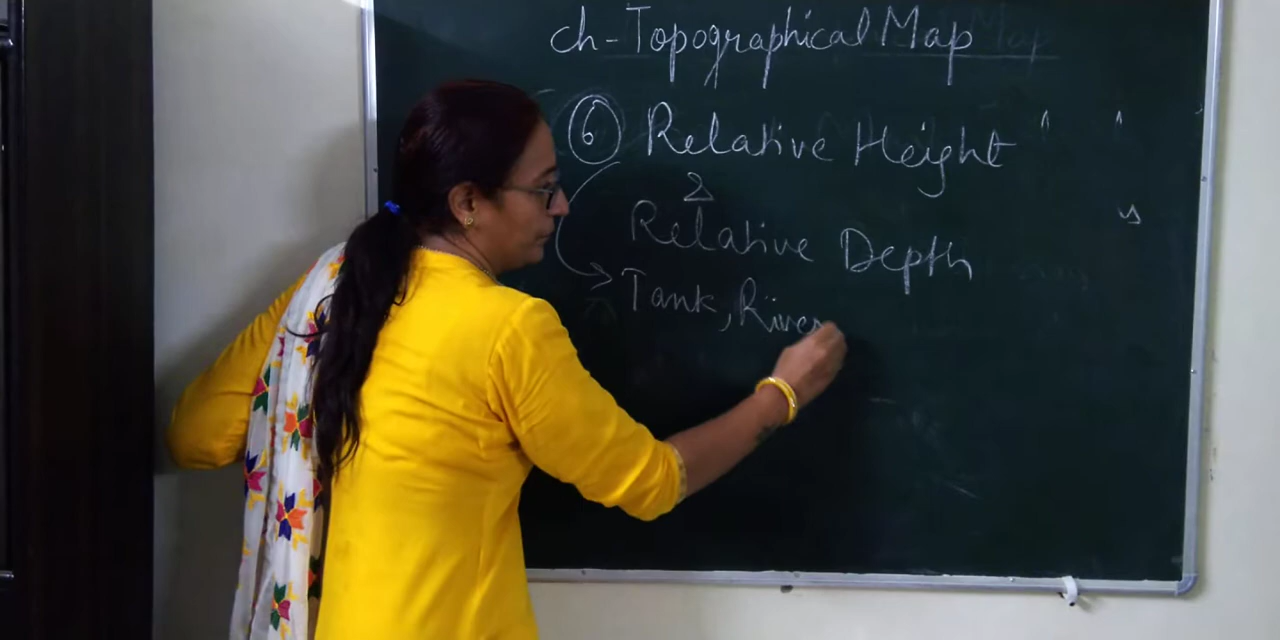 ch-Topographical Map
6 Relative Height
&
Relative Depth
Tank, River